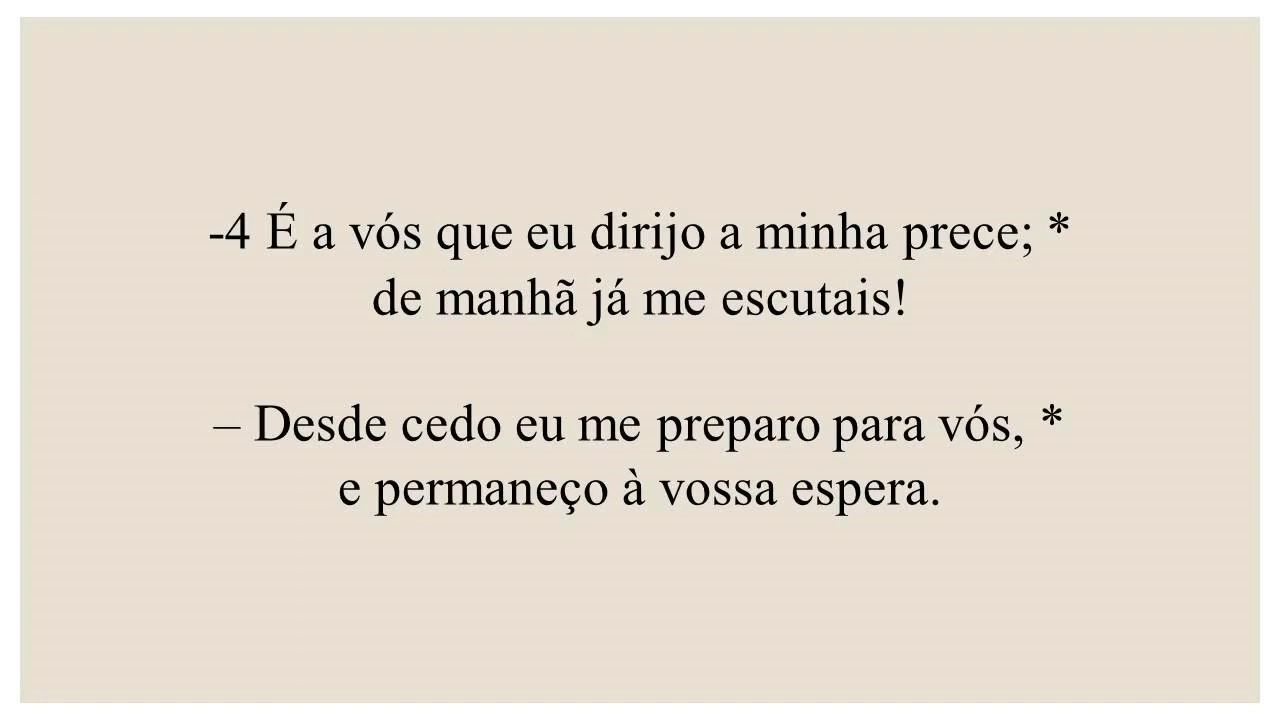 -4 É a vós que eu dirijo a minha prece; *
de manhã já me escutais!
– Desde cedo eu me preparo para vós, *
e permaneço à vossa espera.